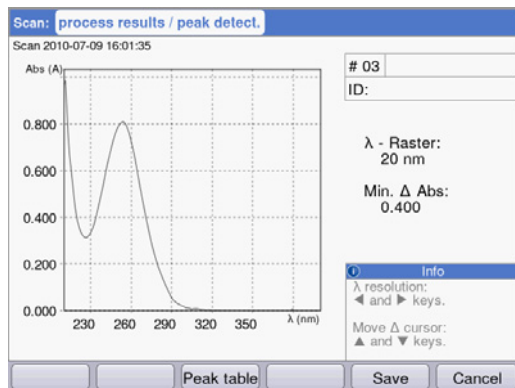 Scan: process results / peak detect.
Scan 2010-07-09 16:01:35
Abs (A)
0.800
0.600
0.400
0.200
0.000
230 260 290 320 350 λ (nm)
# 03
ID:
λ - Raster:
20 nm
Min. Δ Abs:
0.400
i Info
λ resolution:
◀ and ▶ keys.
Move Δ cursor:
▲ and ▼ keys.
Peak table Save Cancel